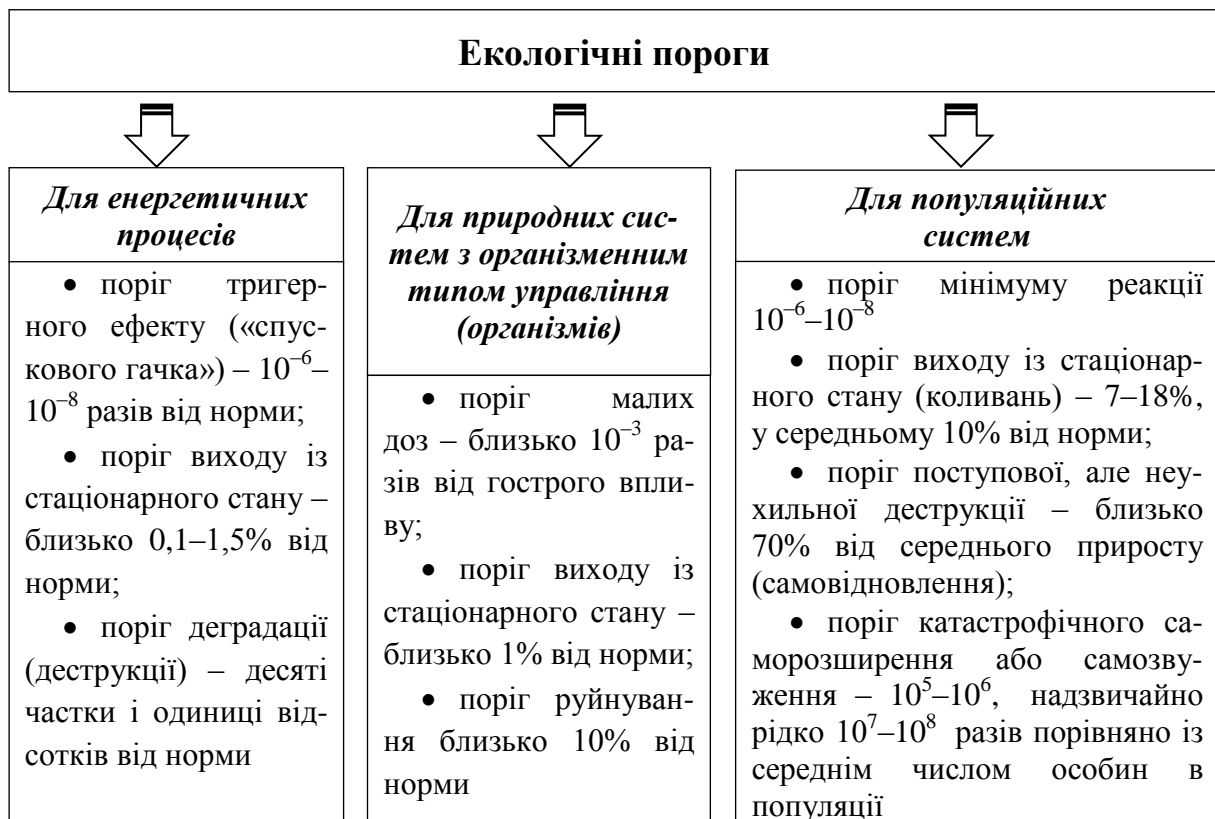 Екологічні пороги
Для енергетичних
процесів
• поріг тригер-
ного ефекту («спус-
кового гачка») – 10⁻⁶–
10⁻⁸ разів від норми;
• поріг виходу із
стаціонарного стану –
близько 0,1–1,5% від
норми;
• поріг деградації
(деструкції) – десяті
частки і одиниці від-
сотків від норми
Для природних сис-
тем з організменним
типом управління
(організмів)
• поріг малих
доз – близько 10⁻³ ра-
зів від гострого впли-
ву;
• поріг виходу із
стаціонарного стану –
близько 1% від норми;
• поріг руйнуван-
ня близько 10% від
норми
Для популяційних
систем
• поріг мінімуму реакції
10⁻⁶–10⁻⁸
• поріг виходу із стаціонар-
ного стану (коливань) – 7–18%,
у середньому 10% від норми;
• поріг поступової, але неу-
хильної деструкції – близько
70% від середнього приросту
(самовідновлення);
• поріг катастрофічного са-
морозширення або самозву-
ження – 10⁵–10⁶, надзвичайно
рідко 10⁷–10⁸ разів порівняно із
середнім числом особин в
популяції